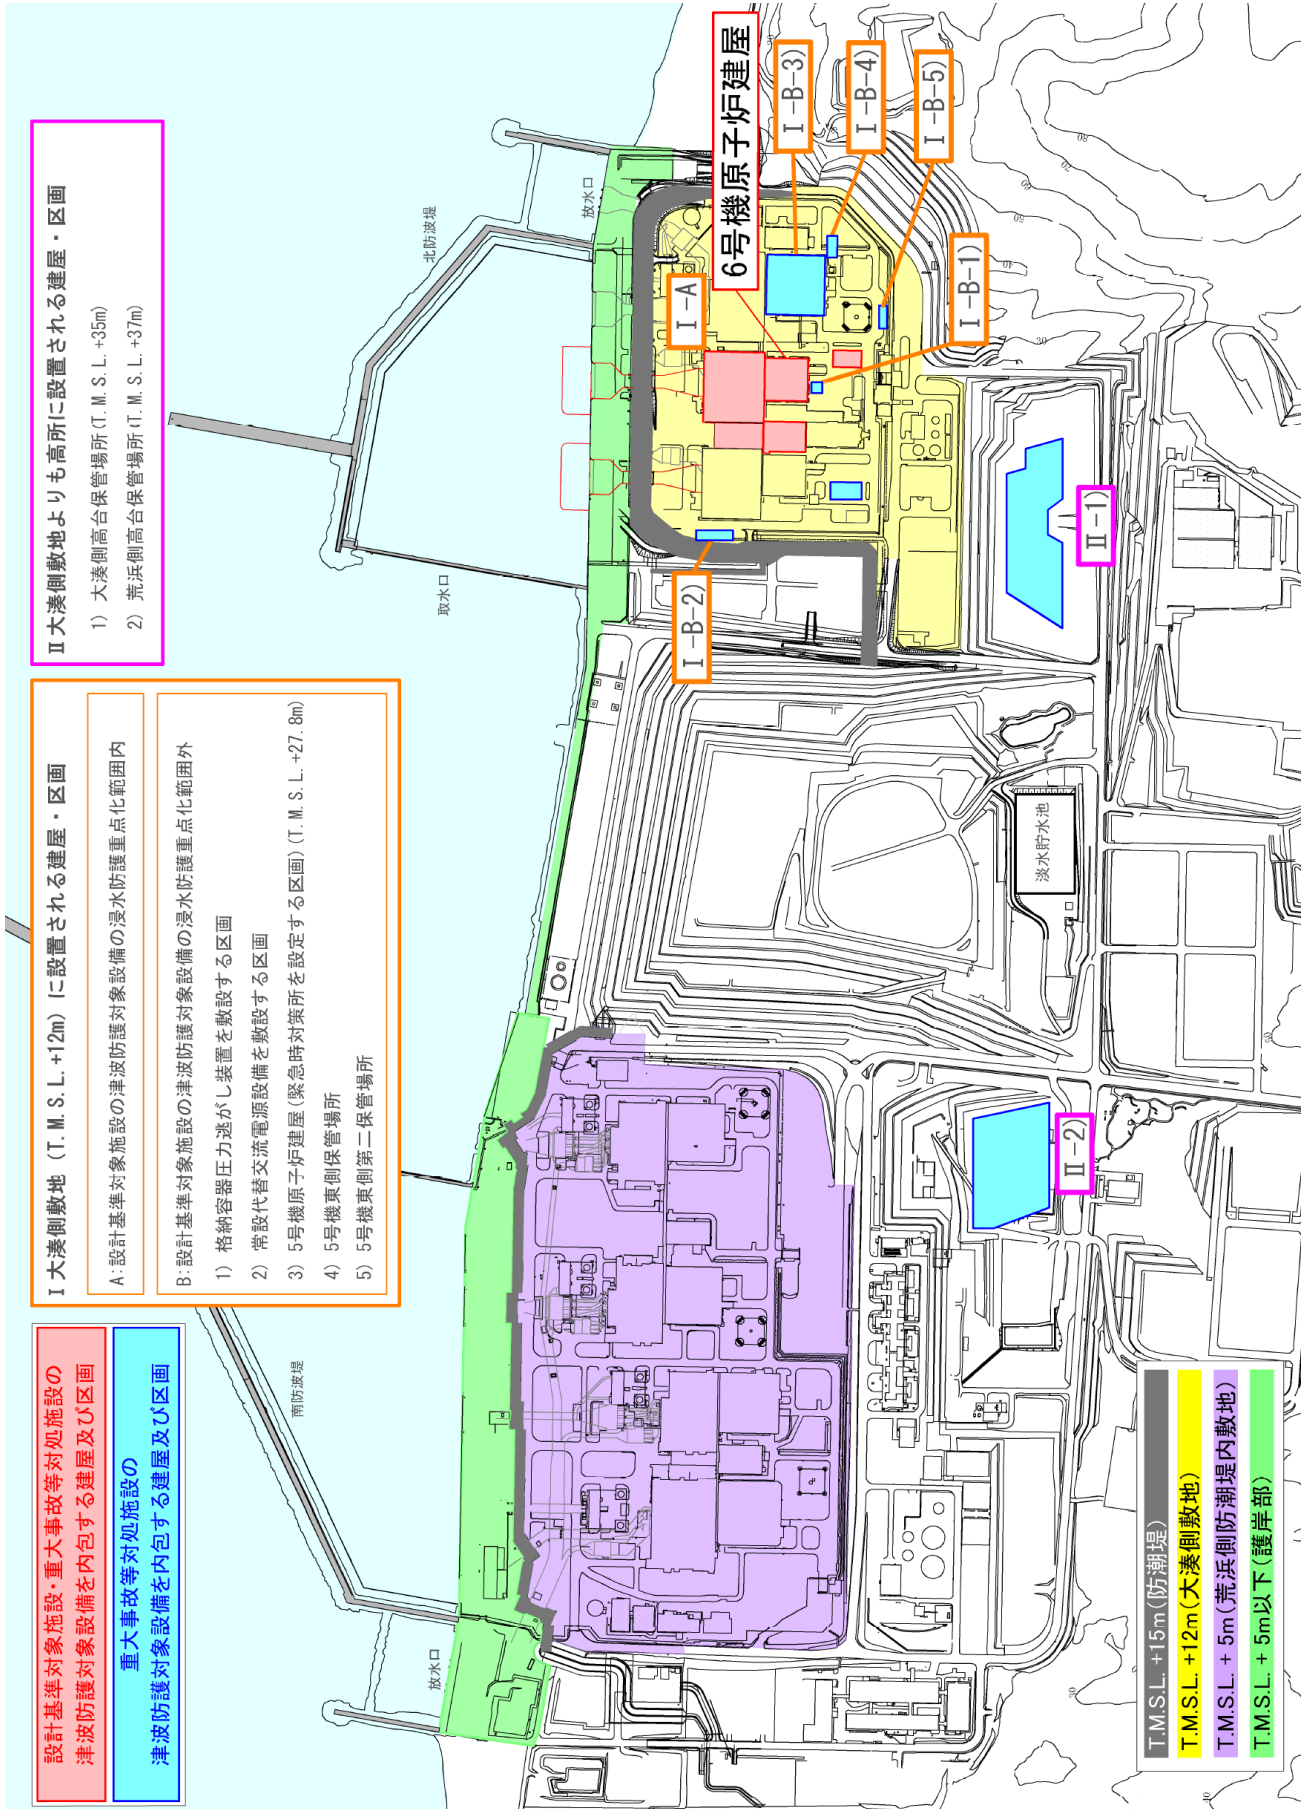 設計基準対象施設・重大事故等対処施設の
津波防護対象設備を内包する建屋及び区画
重大事故等対処施設の
津波防護対象設備を内包する建屋及び区画
Ⅰ 大湊側敷地 (T.M.S.L.+12m) に設置される建屋・区画
A:設計基準対象施設の津波防護対象設備の浸水防護重点化範囲内
B:設計基準対象施設の津波防護対象設備の浸水防護重点化範囲外
1) 格納容器圧力逃がし装置を敷設する区画
2) 常設代替交流電源設備を敷設する区画
3) 5号機原子炉建屋(緊急時対策所を設定する区画)(T.M.S.L.+27.8m)
4) 5号機東側保管場所
5) 5号機東側第二保管場所
Ⅱ 大湊側敷地よりも高所に設置される建屋・区画
1) 大湊側高台保管場所(T.M.S.L.+35m)
2) 荒浜側高台保管場所(T.M.S.L.+37m)
南防波堤
放水口
取水口
北防波堤
放水口
Ⅰ-A
6号機原子炉建屋
Ⅰ-B-3)
Ⅰ-B-4)
Ⅰ-B-5)
Ⅰ-B-1)
Ⅰ-B-2)
Ⅱ-1)
Ⅱ-2)
淡水貯水池
T.M.S.L. +15m(防潮堤)
T.M.S.L. +12m(大湊側敷地)
T.M.S.L. + 5m(荒浜側防潮堤内敷地)
T.M.S.L. + 5m以下(護岸部)